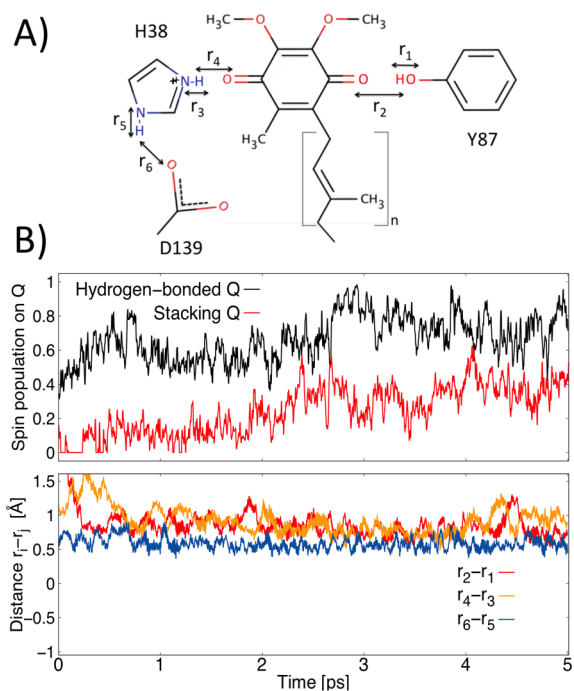 A)
H38
H₃C
O
O
CH₃
r₄
r₁
N-H
+
O
O
HO
r₃
r₂
N
H
H₃C
Y87
r₅
r₆
O
CH₃
O
n
D139
B)
Spin population on Q
1
0.8
0.6
0.4
0.2
0
Hydrogen-bonded Q
Stacking Q
Distance rᵢ-rⱼ [Å]
1.5
1
0.5
0
-0.5
-1
r₂-r₁
r₄-r₃
r₆-r₅
0 1 2 3 4 5
Time [ps]